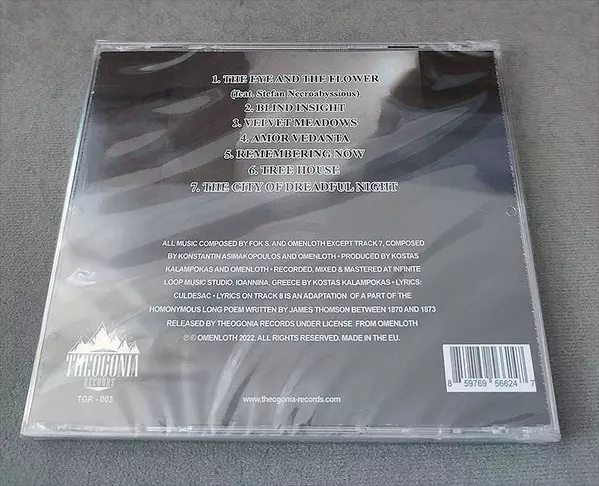 1. THE EYE AND THE FLOWER
(feat. Stefan Necroabyssious)
2. BLIND INSIGHT
3. VELVET MEADOWS
4. AMOR VEDANTA
5. REMEMBERING NOW
6. TREE HOUSE
7. THE CITY OF DREADFUL NIGHT
ALL MUSIC COMPOSED BY FOK S. AND OMENLOTH EXCEPT TRACK 7, COMPOSED
BY KONSTANTIN ASIMAKOPOULOS AND OMENLOTH • PRODUCED BY KOSTAS
KALAMPOKAS AND OMENLOTH • RECORDED, MIXED & MASTERED AT INFINITE
LOOP MUSIC STUDIO, IOANNINA, GREECE BY KOSTAS KALAMPOKAS • LYRICS:
CULDESAC • LYRICS ON TRACK 8 IS AN ADAPTATION OF A PART OF THE
HOMONYMOUS LONG POEM WRITTEN BY JAMES THOMSON BETWEEN 1870 AND 1873
RELEASED BY THEOGONIA RECORDS UNDER LICENSE FROM OMENLOTH
℗ © OMENLOTH 2022. ALL RIGHTS RESERVED. MADE IN THE EU.
THEOGONIA
RECORDS
TGR - 003
www.theogonia-records.com
8 59769 56624 7